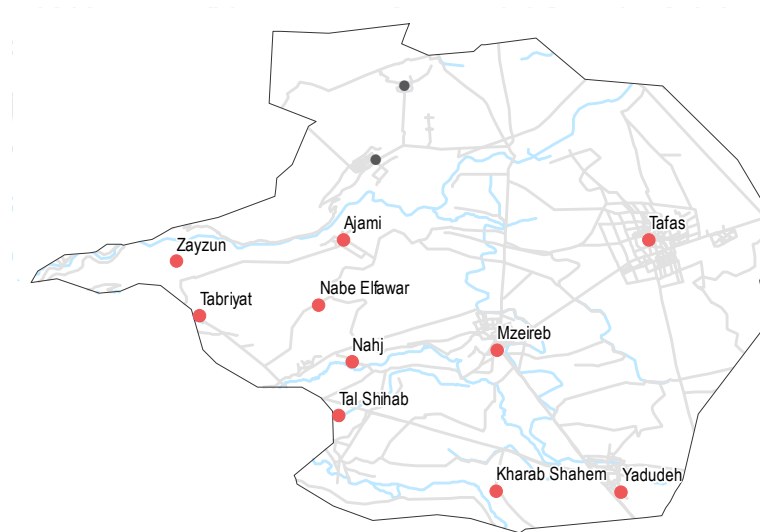 Ajami
Tafas
Zayzun
Nabe Elfawar
Tabriyat
Mzeireb
Nahj
Tal Shihab
Kharab Shahem
Yadudeh